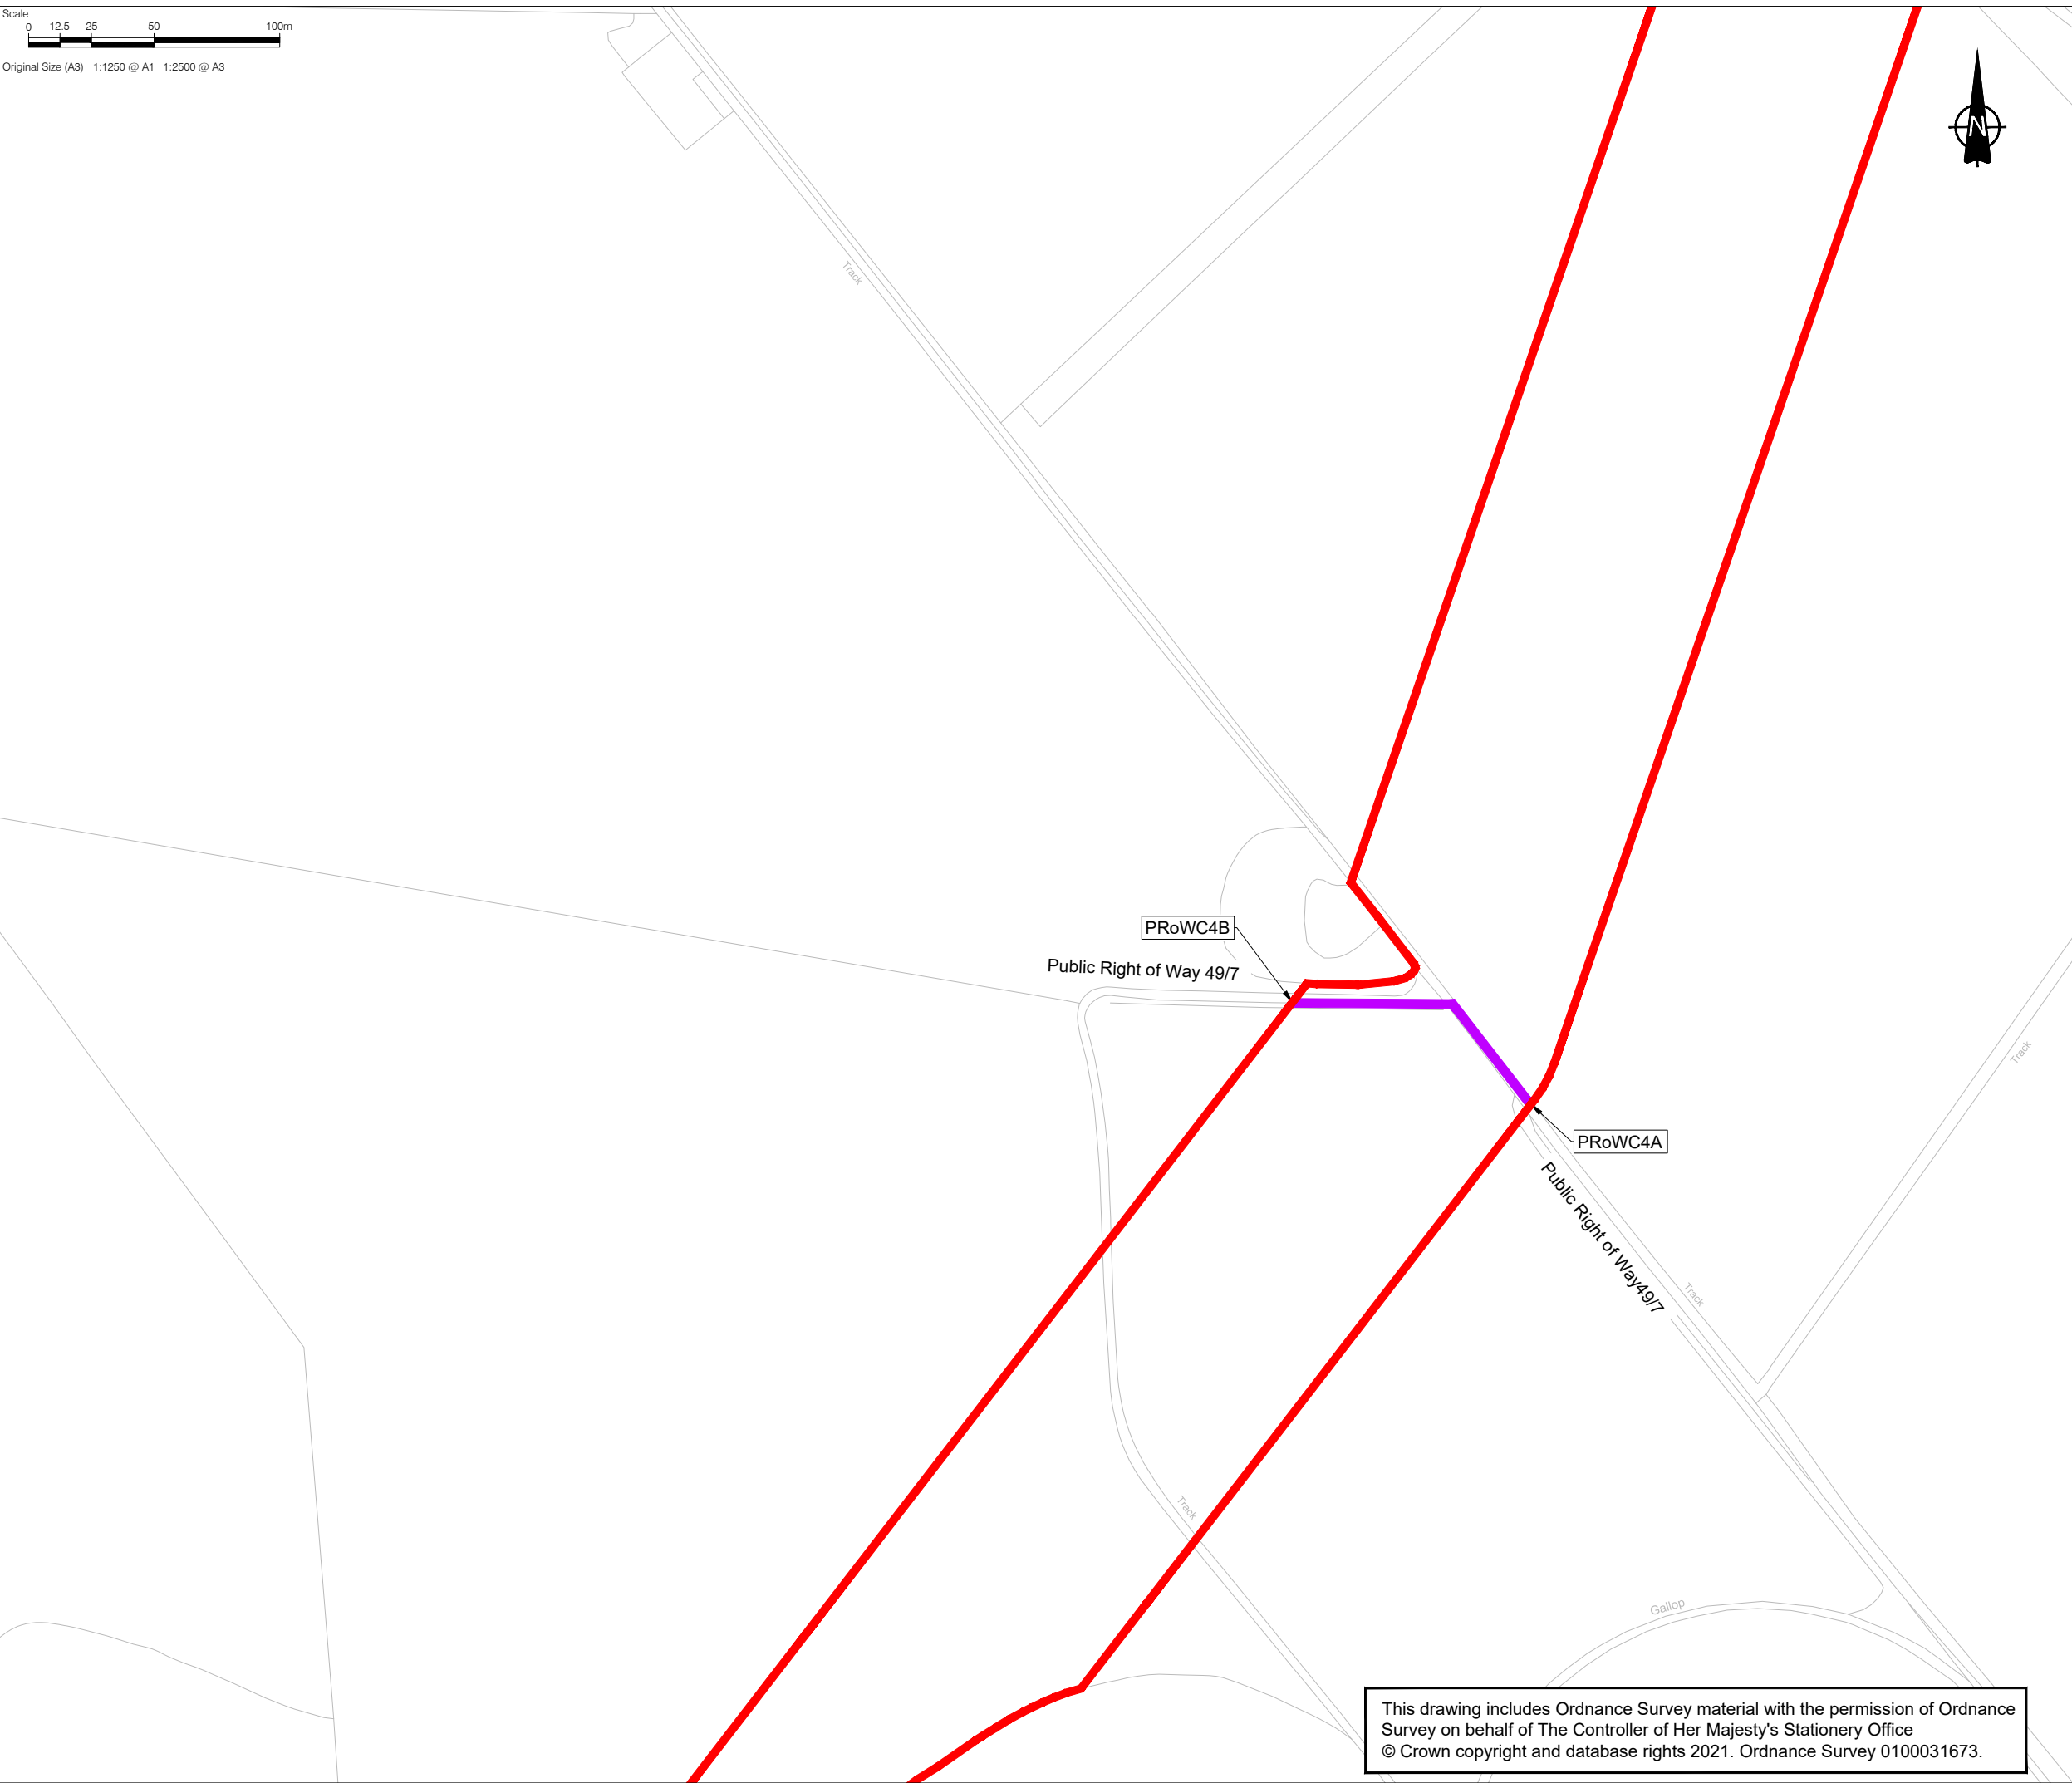 Scale
0 12.5 25 50 100m
Original Size (A3) 1:1250 @ A1 1:2500 @ A3
N
Track
PRoWC4B
Public Right of Way 49/7
Track
PRoWC4A
Public Right of Way49/7
Track
Track
Gallop
This drawing includes Ordnance Survey material with the permission of Ordnance
Survey on behalf of The Controller of Her Majesty's Stationery Office
© Crown copyright and database rights 2021. Ordnance Survey 0100031673.